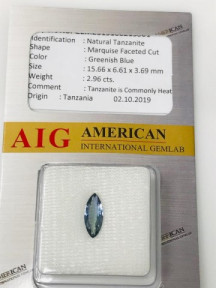 Identification : Natural Tanzanite
Shape : Marquise Faceted Cut
Color : Greenish Blue
Size : 15.66 x 6.61 x 3.69 mm
Weight : 2.96 cts.
Comment : Tanzanite is Commonly Heat
Origin : Tanzania 02.10.2019
AIG AMERICAN
INTERNATIONAL GEMLAB
AMERICAN